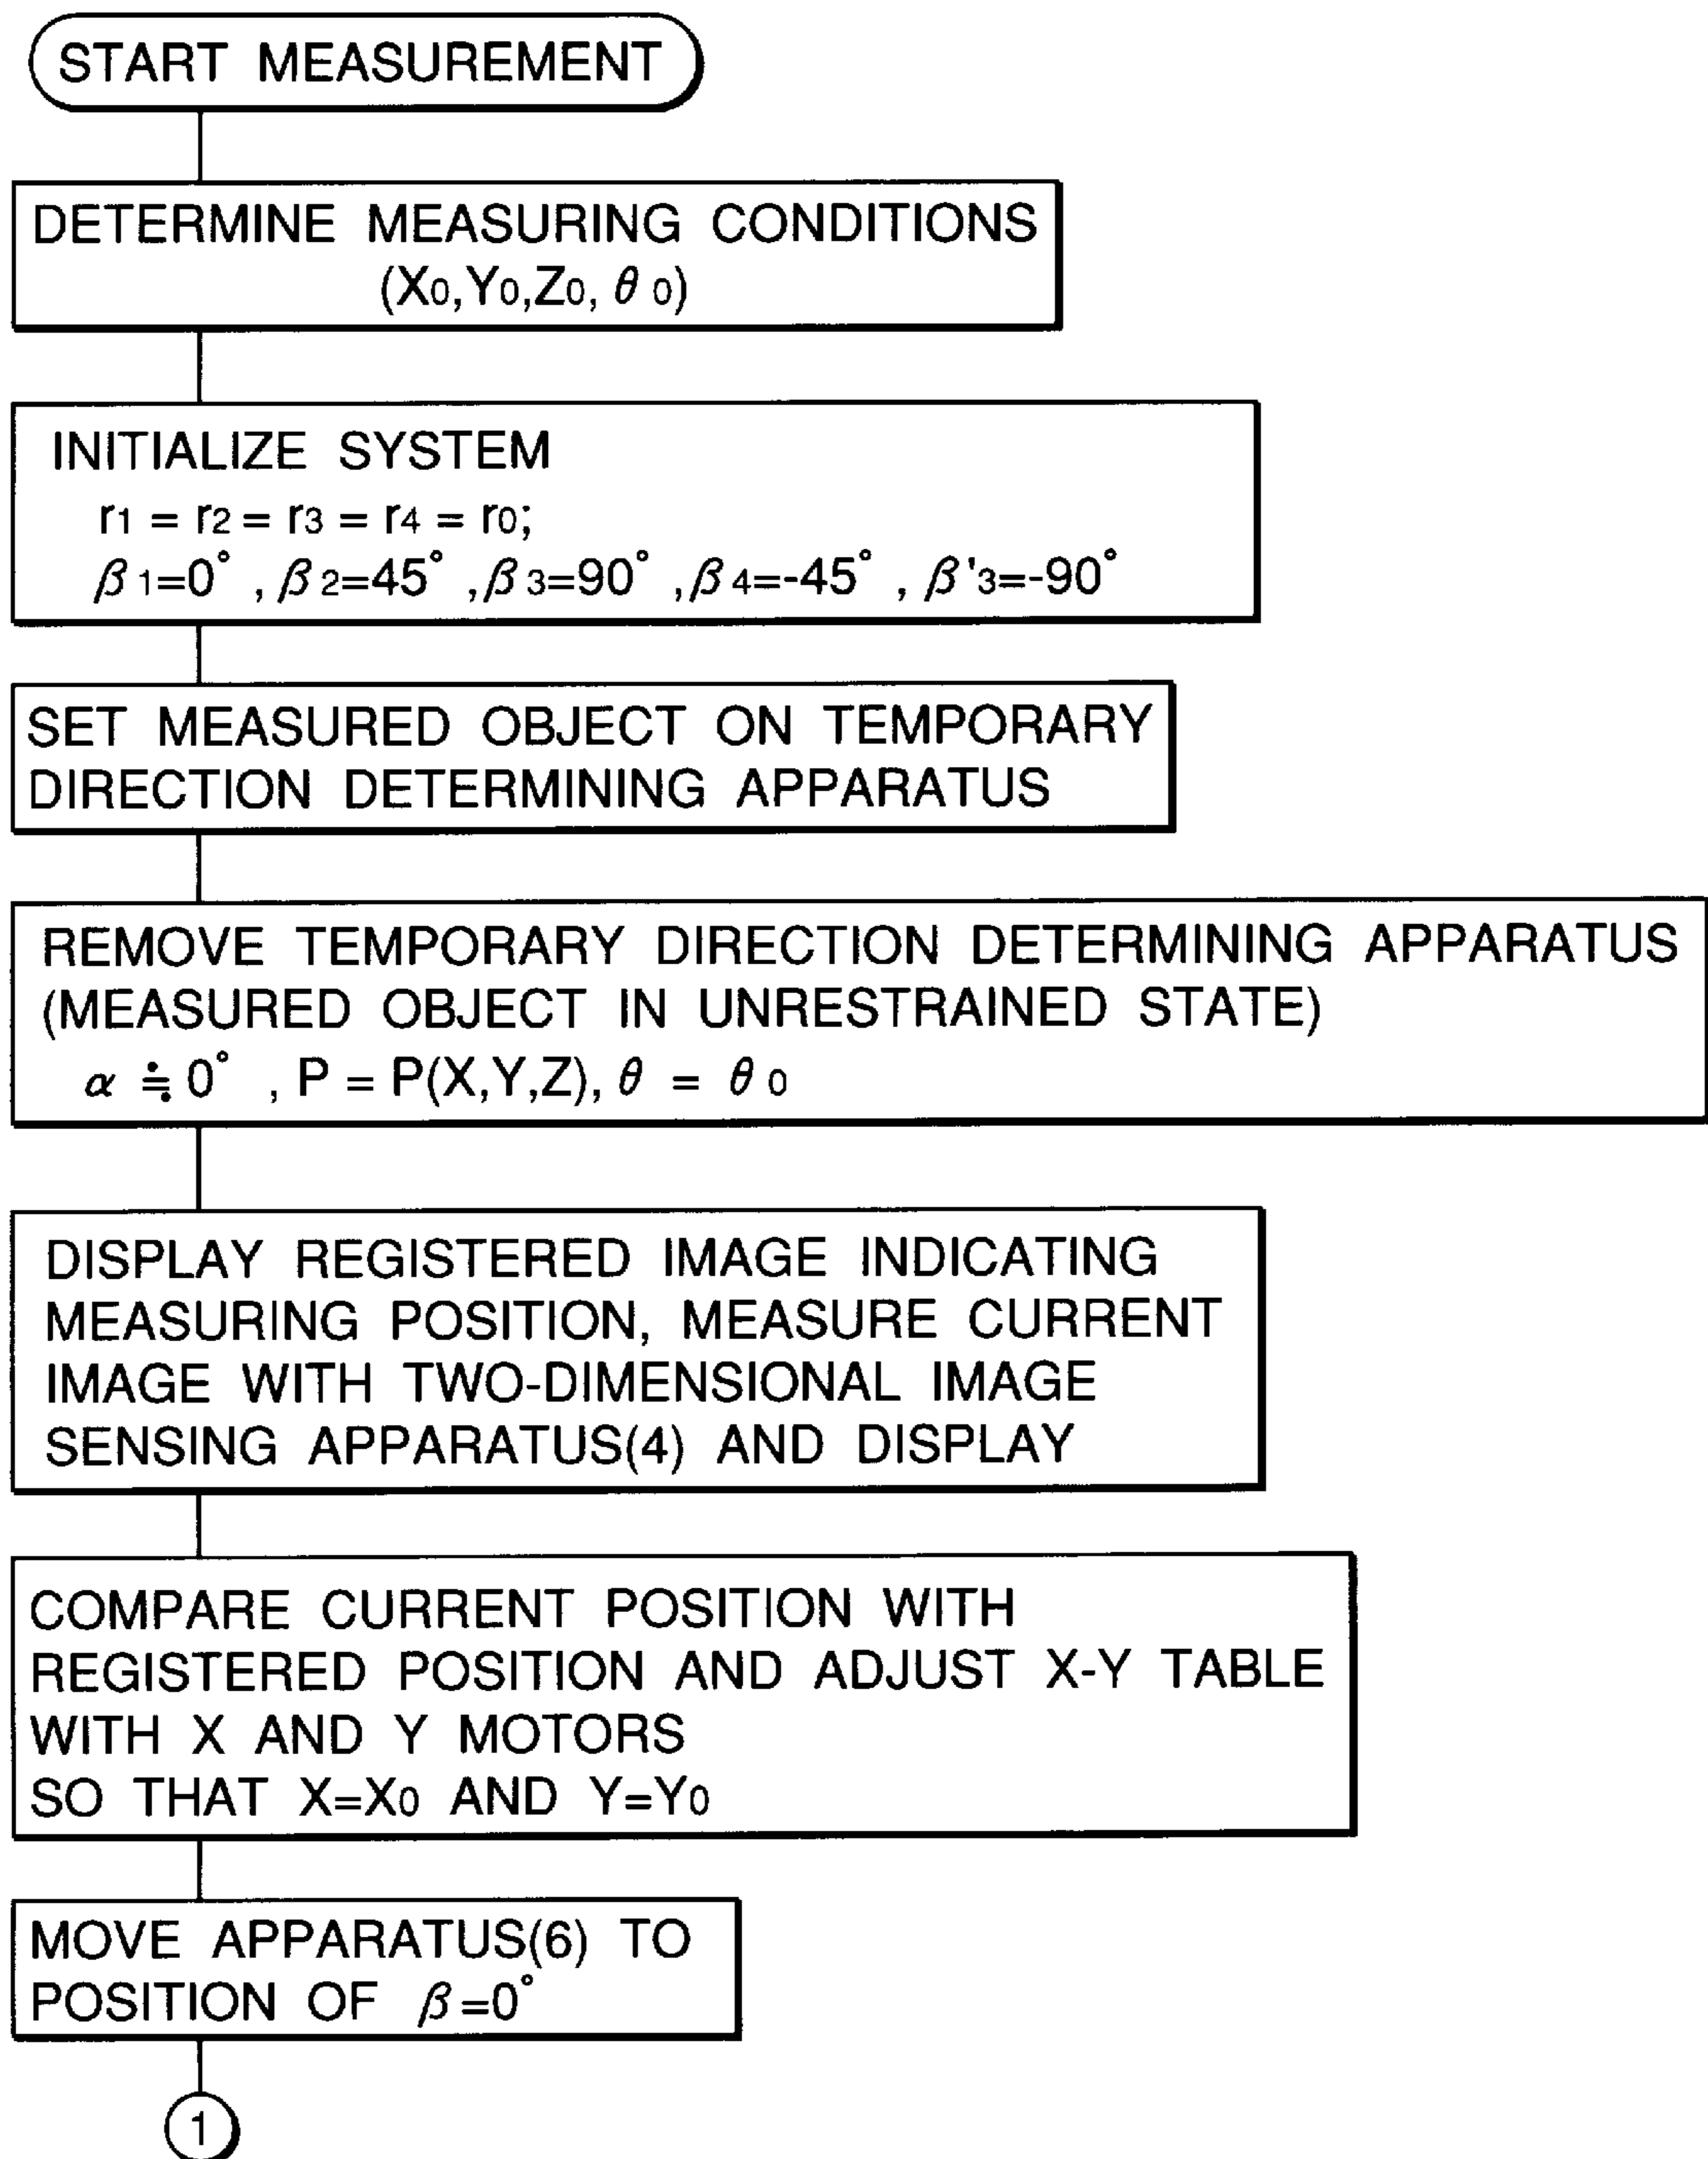 START MEASUREMENT
DETERMINE MEASURING CONDITIONS
(X0,Y0,Z0, θ 0)
INITIALIZE SYSTEM
r1 = r2 = r3 = r4 = r0;
β1=0° , β2=45° ,β3=90° ,β4=-45° , β'3=-90°
SET MEASURED OBJECT ON TEMPORARY
DIRECTION DETERMINING APPARATUS
REMOVE TEMPORARY DIRECTION DETERMINING APPARATUS
(MEASURED OBJECT IN UNRESTRAINED STATE)
α ≒ 0° , P = P(X,Y,Z), θ = θ 0
DISPLAY REGISTERED IMAGE INDICATING
MEASURING POSITION, MEASURE CURRENT
IMAGE WITH TWO-DIMENSIONAL IMAGE
SENSING APPARATUS(4) AND DISPLAY
COMPARE CURRENT POSITION WITH
REGISTERED POSITION AND ADJUST X-Y TABLE
WITH X AND Y MOTORS
SO THAT X=X0 AND Y=Y0
MOVE APPARATUS(6) TO
POSITION OF β=0°
1